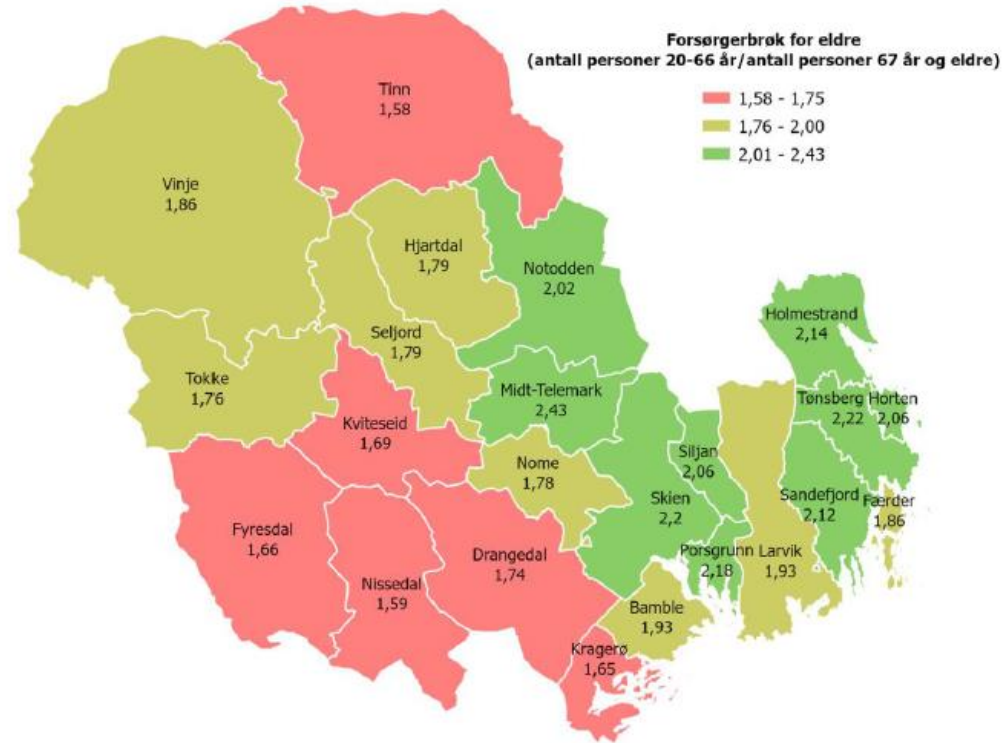 Forsørgerbrøk for eldre
(antall personer 20-66 år/antall personer 67 år og eldre)
1,58 - 1,75
1,76 - 2,00
2,01 - 2,43
Tinn
1,58
Vinje
1,86
Hjartdal
1,79
Notodden
2,02
Holmestrand
2,14
Seljord
1,79
Tokke
1,76
Midt-Telemark
2,43
Tønsberg
2,22
Horten
2,06
Kviteseid
1,69
Nome
1,78
Siljan
2,06
Skien
2,2
Sandefjord
2,12
Færder
1,86
Fyresdal
1,66
Nissedal
1,59
Drangedal
1,74
Porsgrunn
2,18
Larvik
1,93
Bamble
1,93
Kragerø
1,65